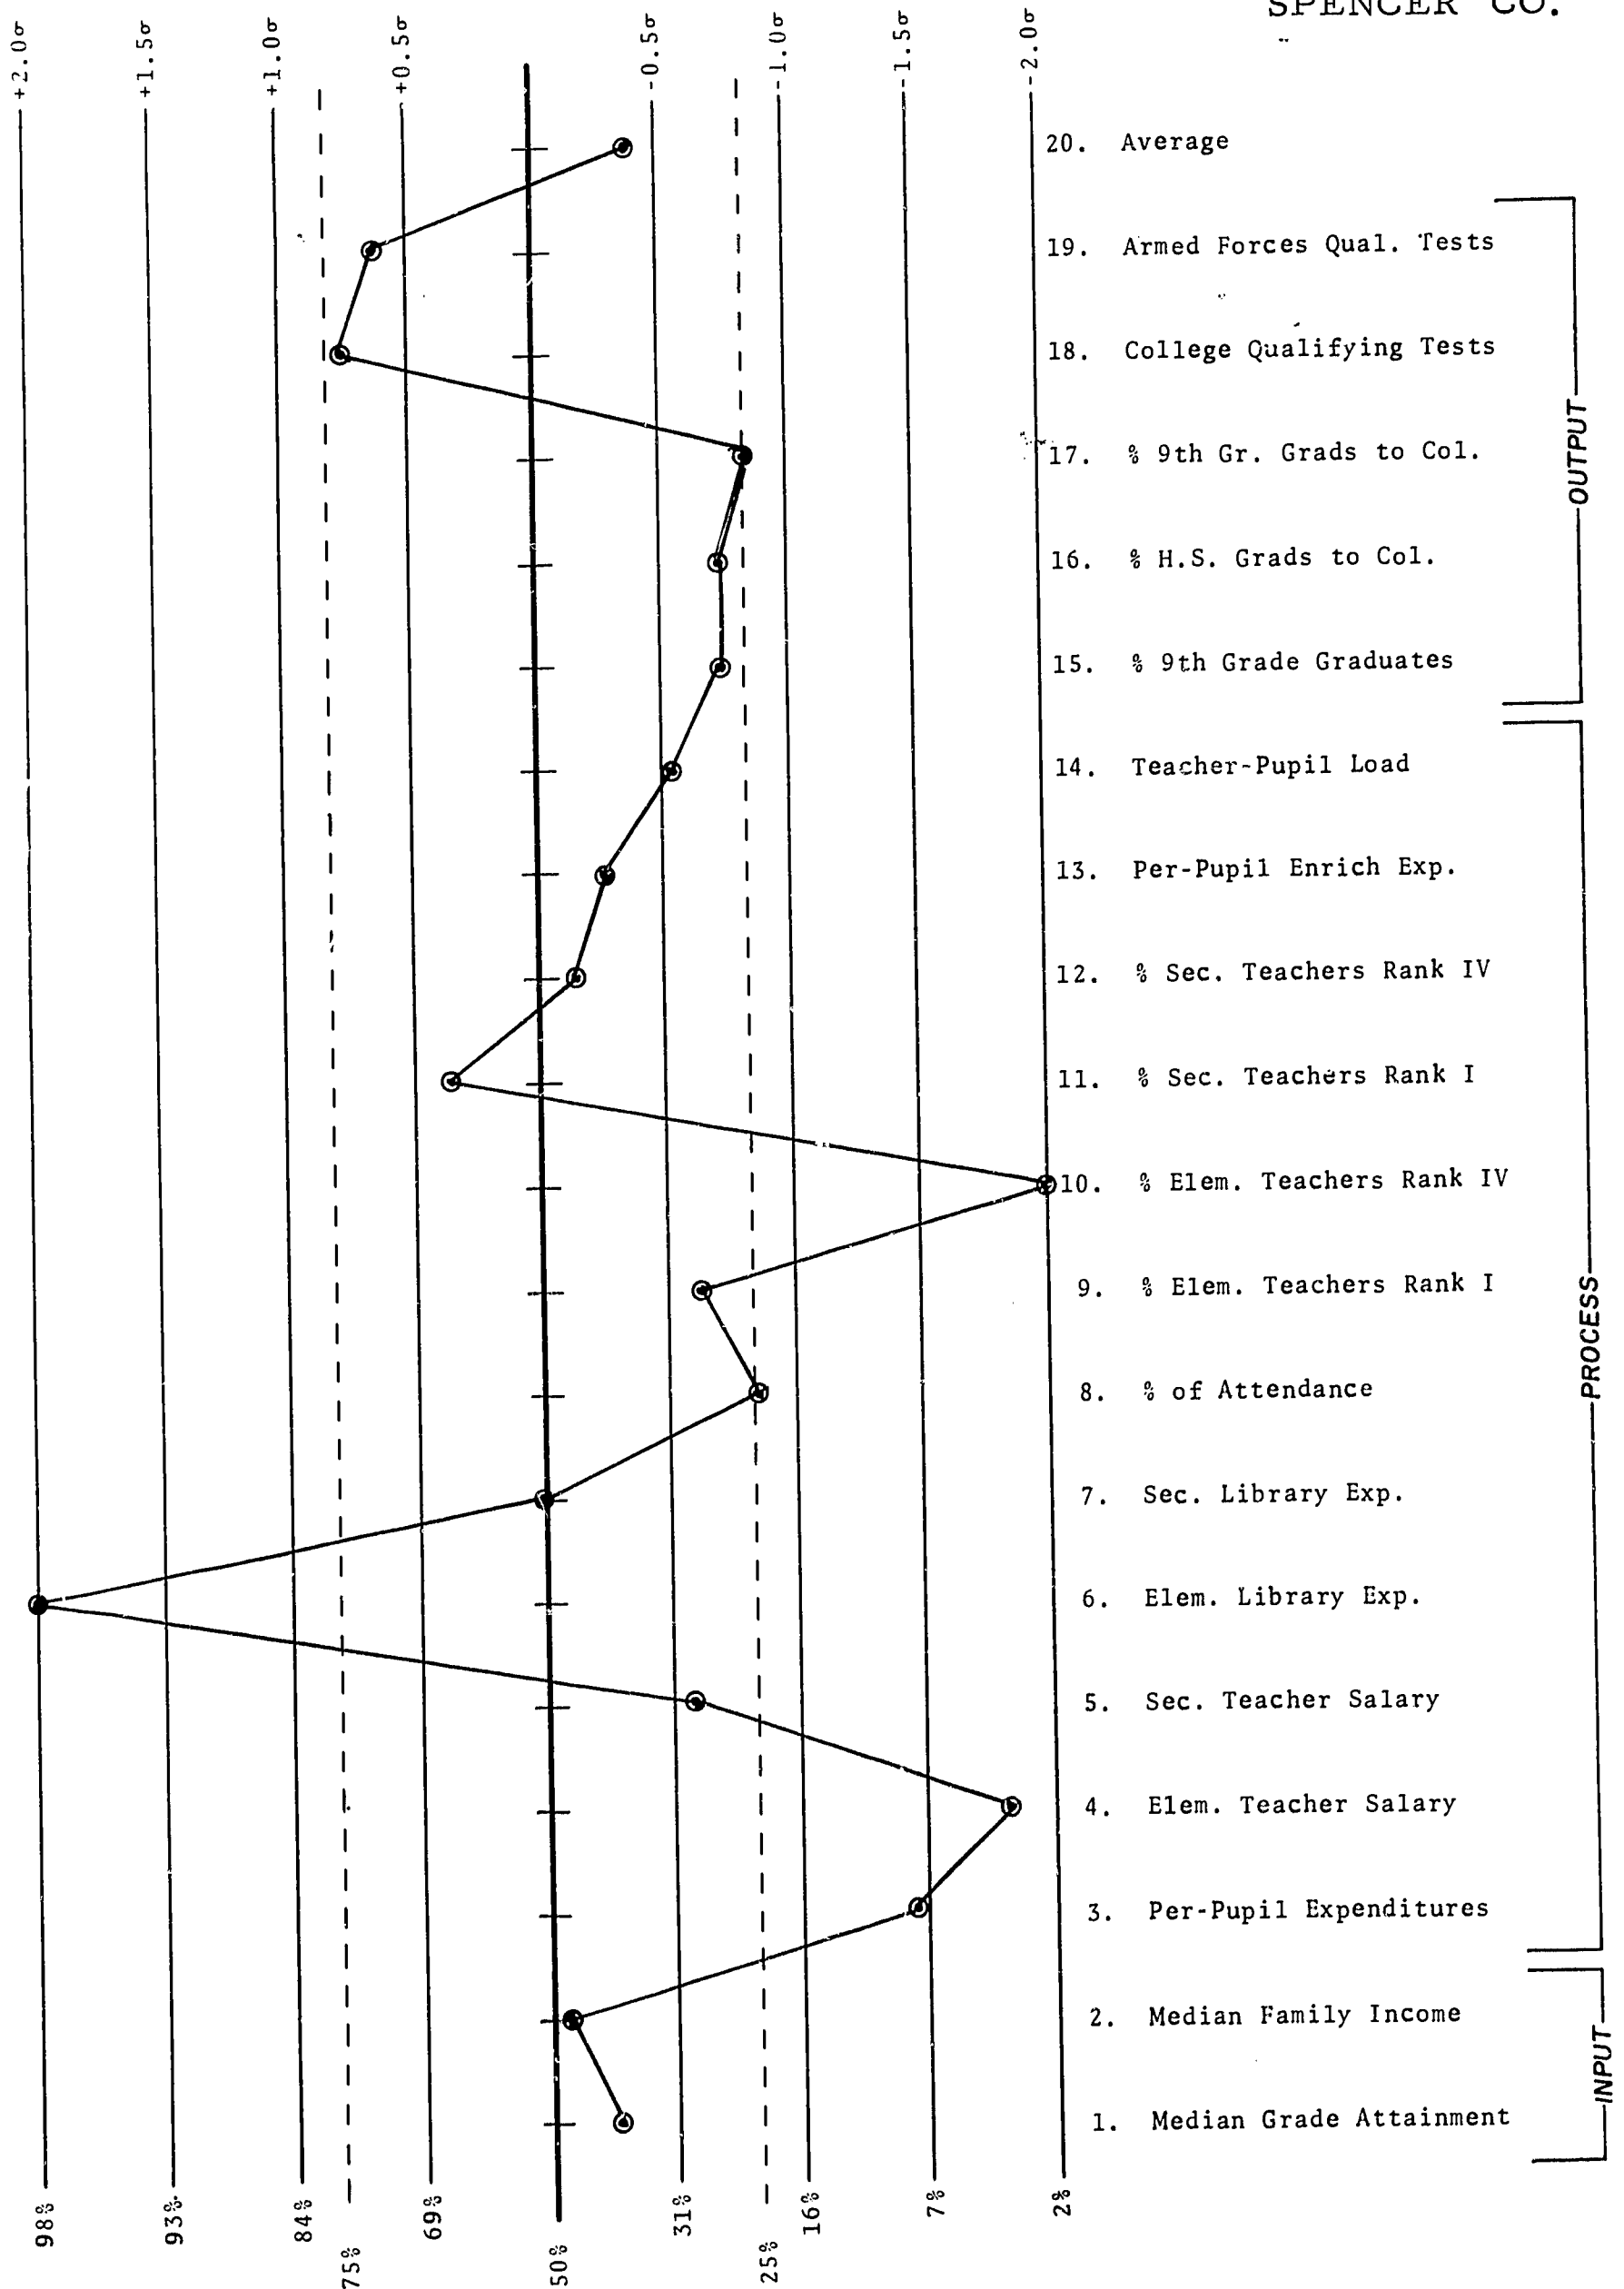 SPENCER CO.
+2.0σ
+1.5σ
+1.0σ
+0.5σ
-0.5σ
-1.0σ
-1.5σ
-2.0σ
20. Average
19. Armed Forces Qual. Tests
18. College Qualifying Tests
17. % 9th Gr. Grads to Col.
16. % H.S. Grads to Col.
15. % 9th Grade Graduates
OUTPUT
14. Teacher-Pupil Load
13. Per-Pupil Enrich Exp.
12. % Sec. Teachers Rank IV
11. % Sec. Teachers Rank I
10. % Elem. Teachers Rank IV
9. % Elem. Teachers Rank I
8. % of Attendance
7. Sec. Library Exp.
6. Elem. Library Exp.
5. Sec. Teacher Salary
4. Elem. Teacher Salary
3. Per-Pupil Expenditures
PROCESS
2. Median Family Income
1. Median Grade Attainment
INPUT
98%
93%
84%
75%
69%
50%
31%
25%
16%
7%
2%